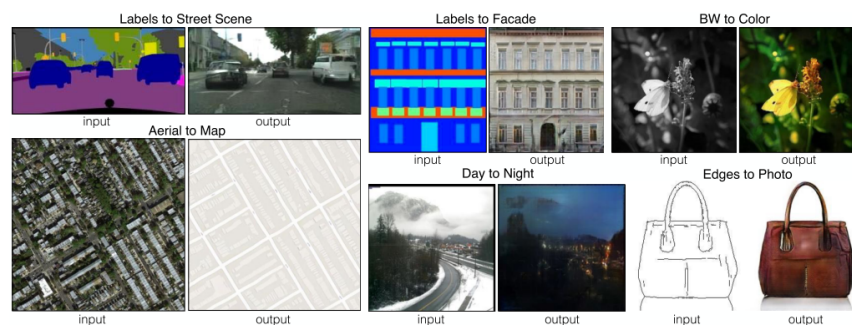 Labels to Street Scene
input
output
Aerial to Map
input
output
Labels to Facade
input
output
BW to Color
input
output
Day to Night
input
output
Edges to Photo
input
output